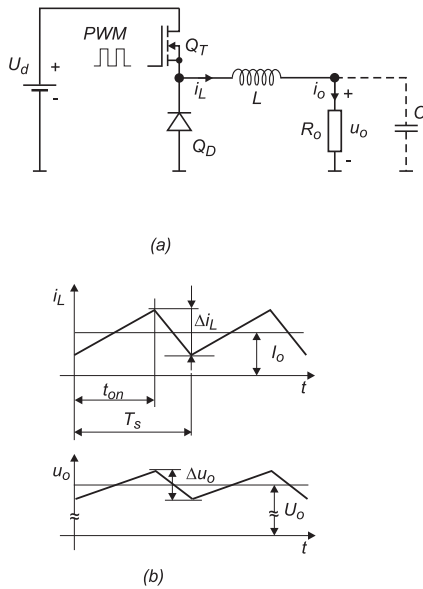 PWM
Q_T
U_d
+
-
i_L
L
i_o
+
C
R_o
u_o
Q_D
-
(a)
i_L
Δi_L
I_o
t
t_on
T_s
u_o
Δu_o
≈
≈
U_o
t
(b)